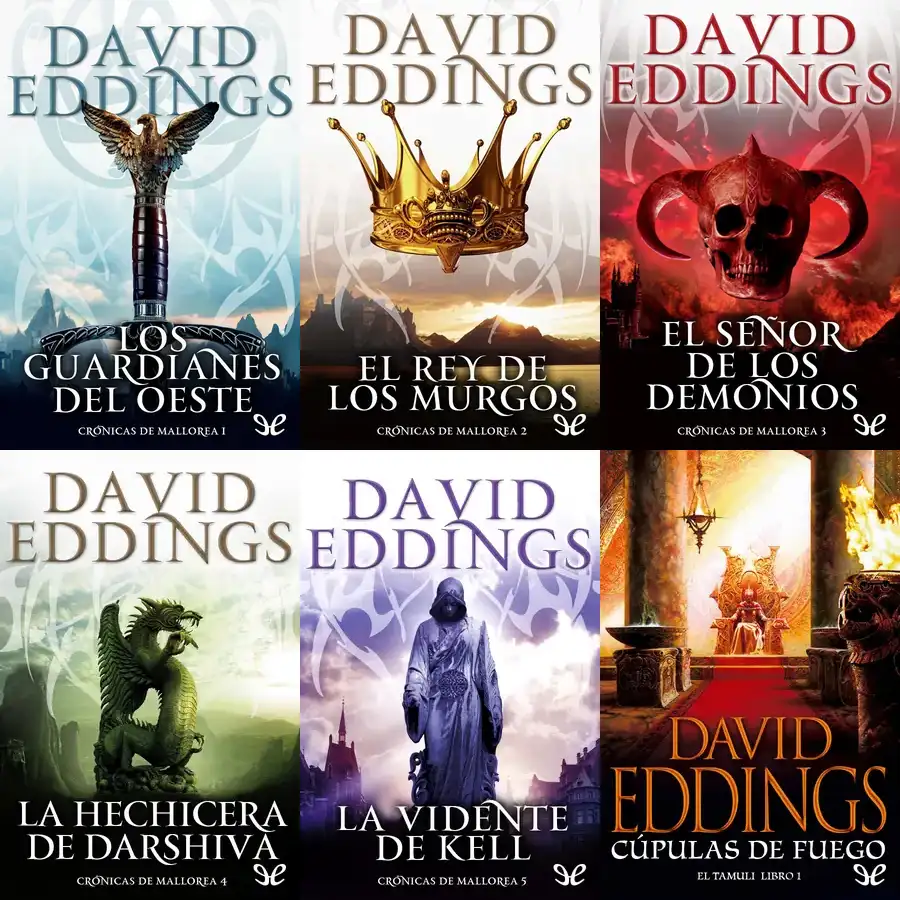 DAVID
EDDINGS
LOS
GUARDIANES
DEL OESTE
CRÓNICAS DE MALLOREA 1
DAVID
EDDINGS
EL REY DE
LOS MURGOS
CRÓNICAS DE MALLOREA 2
DAVID
EDDINGS
EL SEÑOR
DE LOS
DEMONIOS
CRÓNICAS DE MALLOREA 3
DAVID
EDDINGS
LA HECHICERA
DE DARSHIVA
CRÓNICAS DE MALLOREA 4
DAVID
EDDINGS
LA VIDENTE
DE KELL
CRÓNICAS DE MALLOREA 5
DAVID
EDDINGS
CÚPULAS DE FUEGO
EL TAMULI LIBRO 1